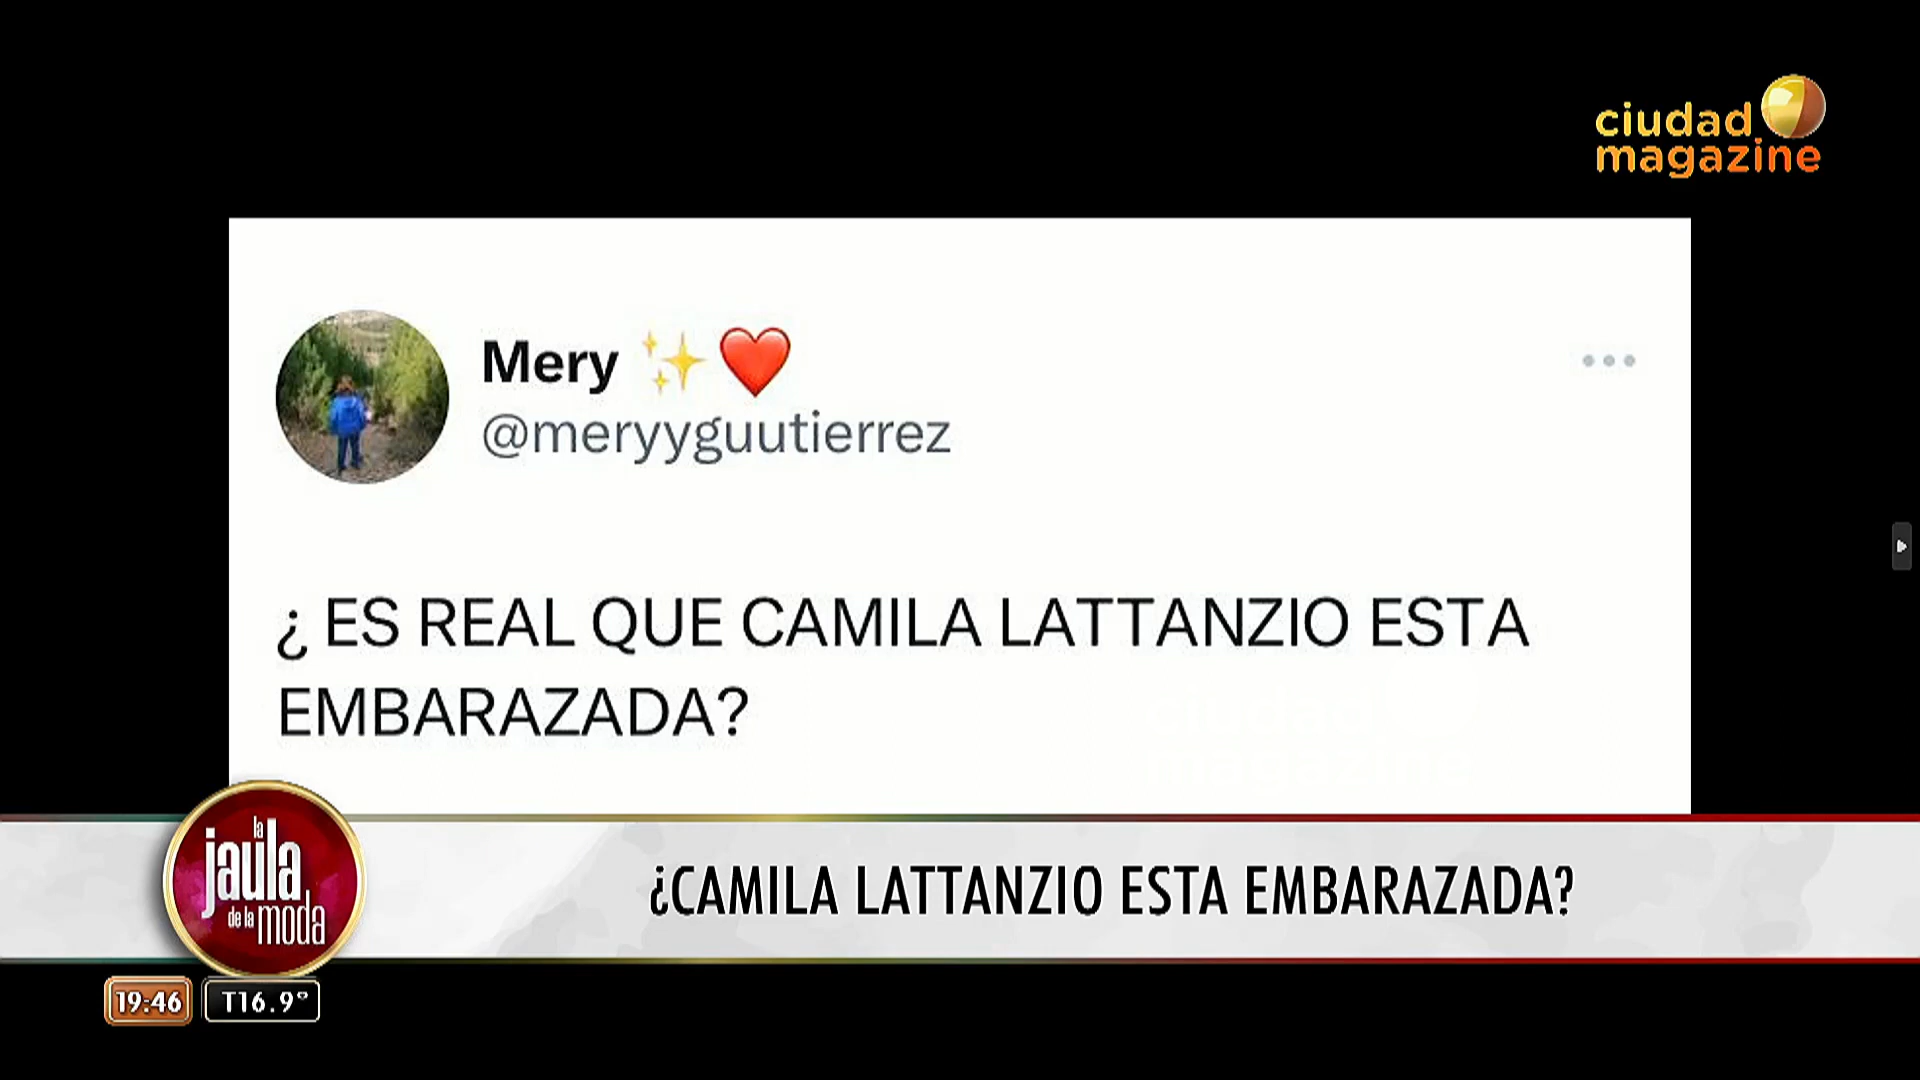 ciudad
magazine
Mery ✨❤️
@meryyguutierrez
¿ ES REAL QUE CAMILA LATTANZIO ESTA
EMBARAZADA?
la
jaula
de la moda
¿CAMILA LATTANZIO ESTA EMBARAZADA?
19:46 T16.9°